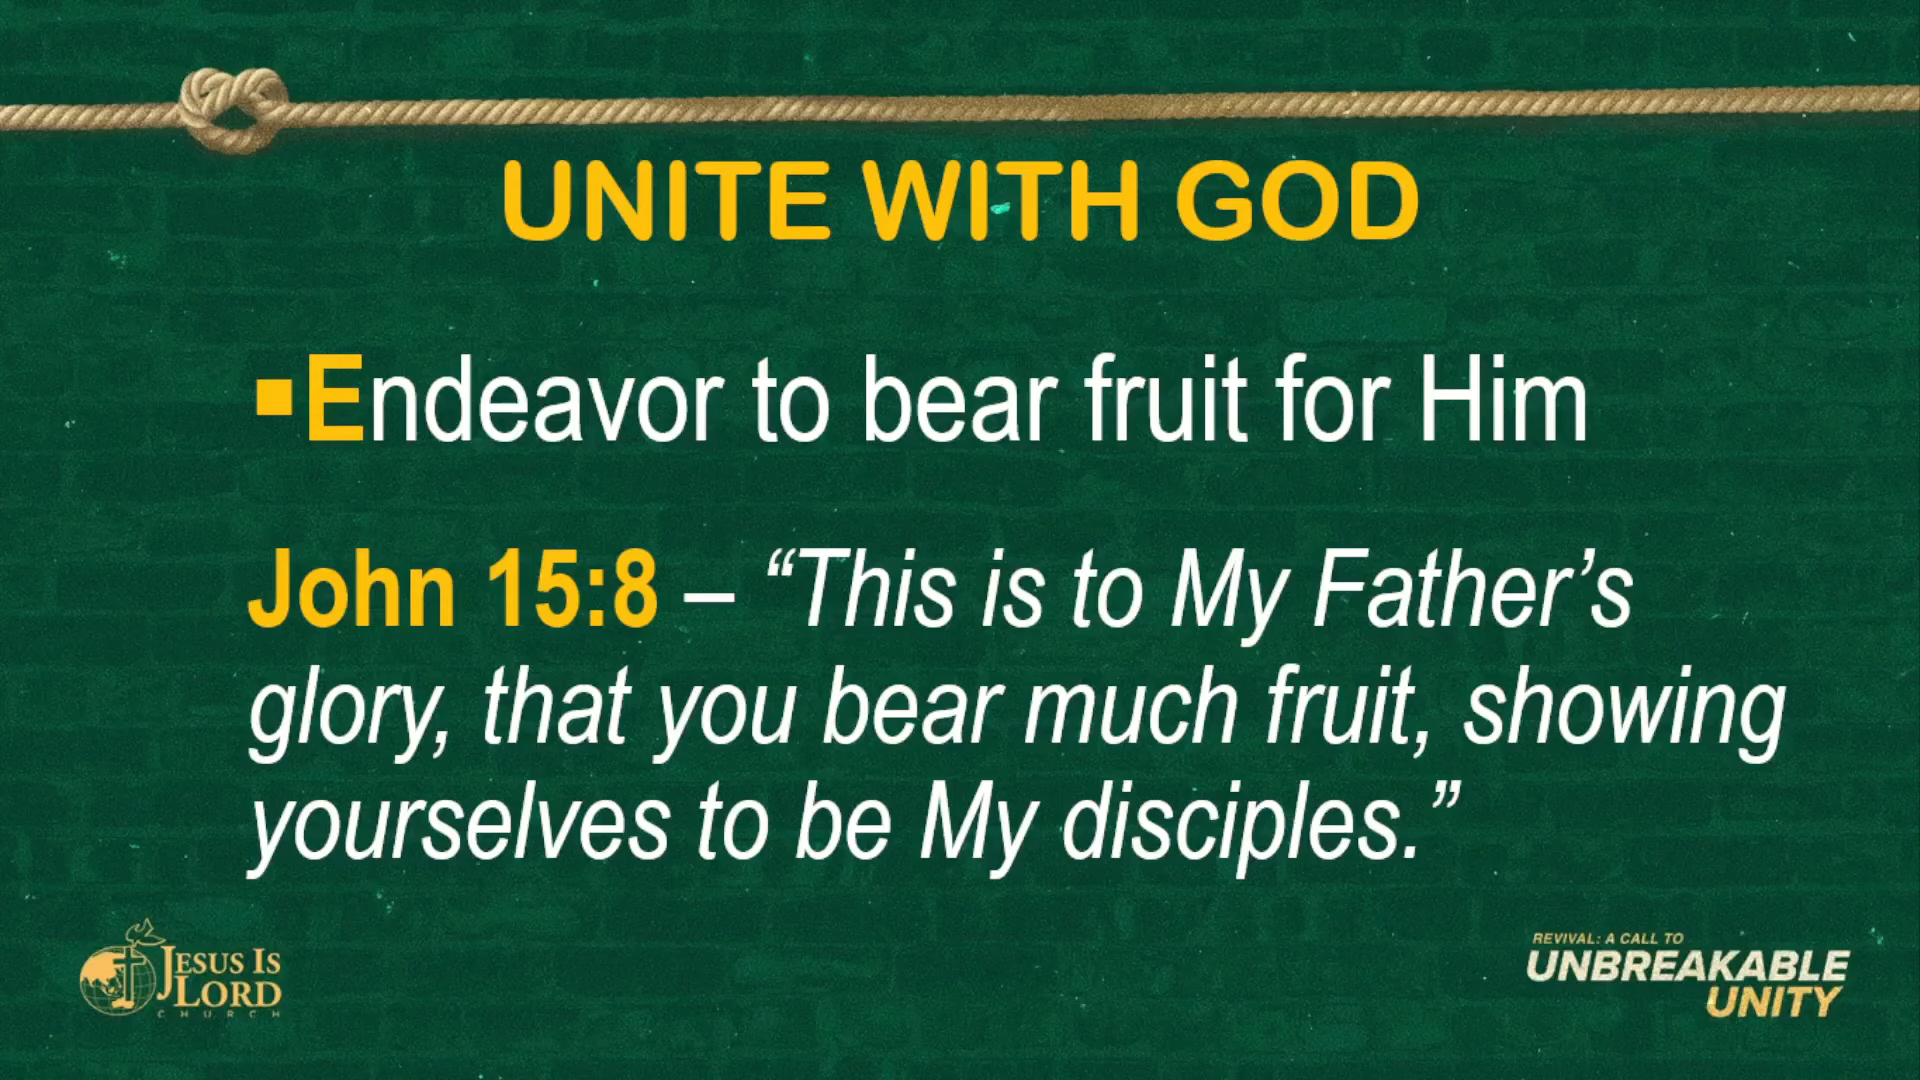 UNITE WITH GOD
▪Endeavor to bear fruit for Him
John 15:8 – “This is to My Father’s
glory, that you bear much fruit, showing
yourselves to be My disciples.”
JESUS IS
LORD
CHURCH
REVIVAL: A CALL TO
UNBREAKABLE
UNITY